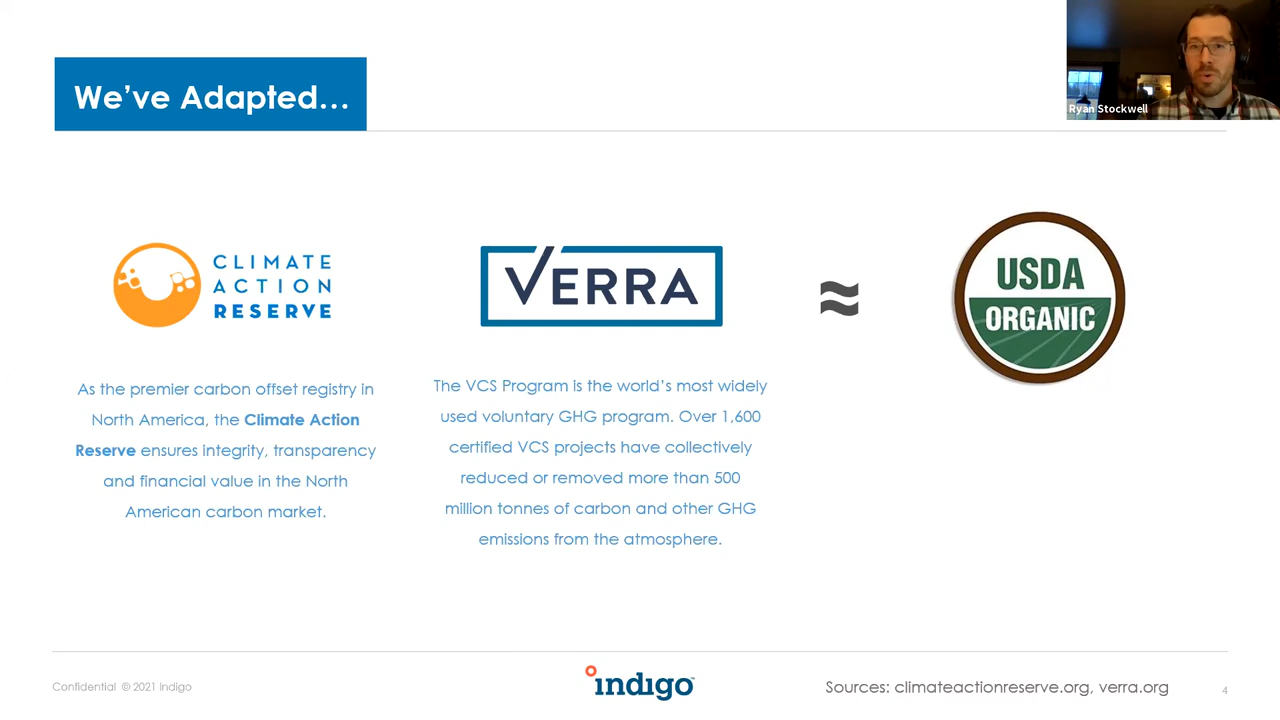 We've Adapted...
Ryan Stockwell
CLIMATE
ACTION
RESERVE
VERRA
≈
USDA
ORGANIC
As the premier carbon offset registry in
North America, the Climate Action
Reserve ensures integrity, transparency
and financial value in the North
American carbon market.
The VCS Program is the world's most widely
used voluntary GHG program. Over 1,600
certified VCS projects have collectively
reduced or removed more than 500
million tonnes of carbon and other GHG
emissions from the atmosphere.
Confidential © 2021 Indigo
indigo™
Sources: climateactionreserve.org, verra.org
4